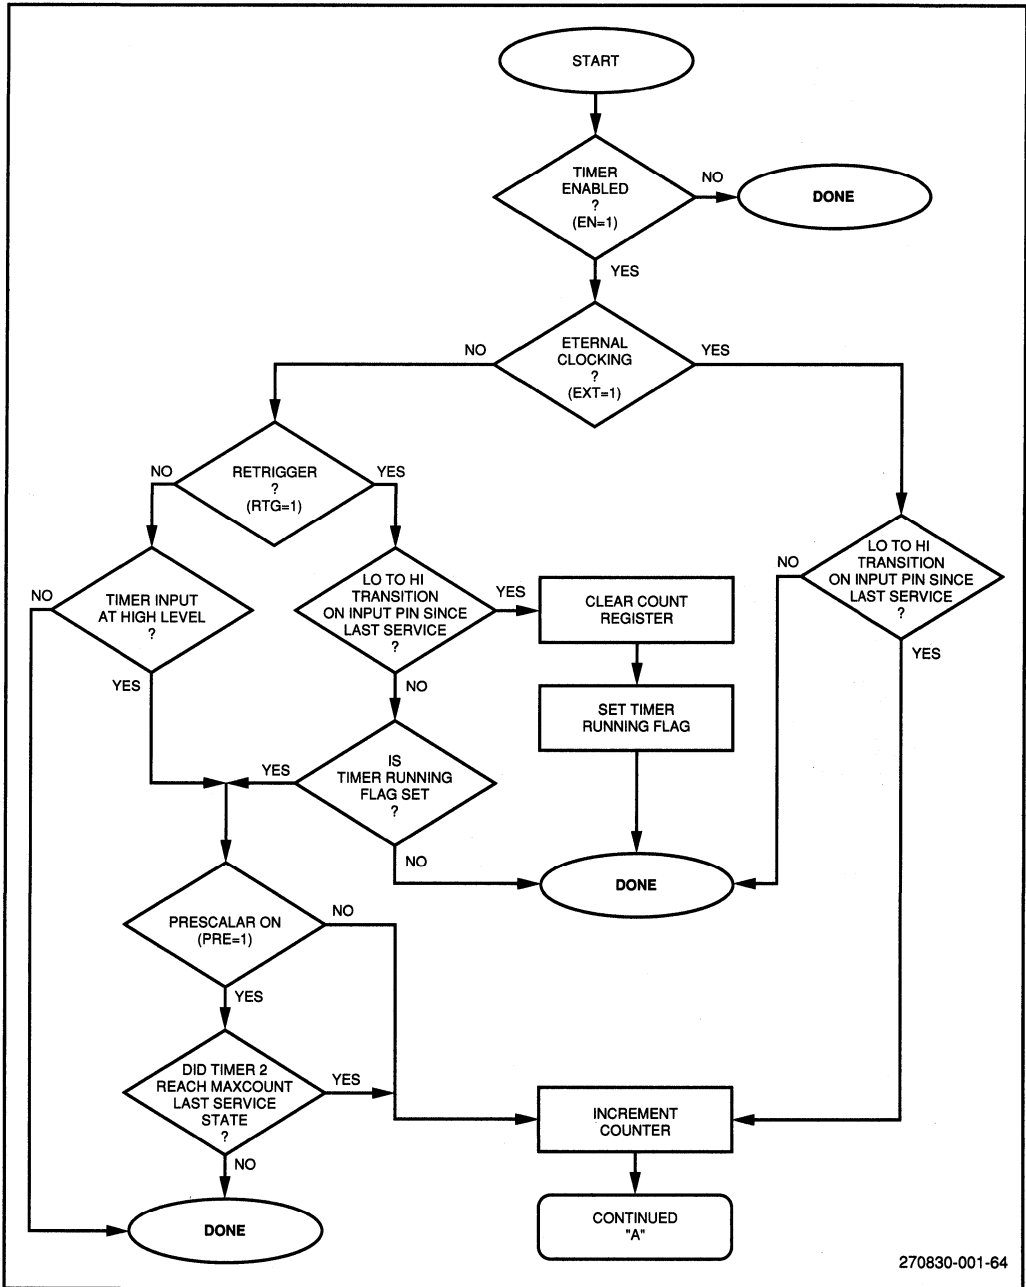 START
TIMER
ENABLED
?
(EN=1)
NO
DONE
YES
ETERNAL
CLOCKING
?
(EXT=1)
NO
YES
RETRIGGER
?
(RTG=1)
NO
YES
LO TO HI
TRANSITION
ON INPUT PIN SINCE
LAST SERVICE
?
NO
YES
TIMER INPUT
AT HIGH LEVEL
?
NO
YES
LO TO HI
TRANSITION
ON INPUT PIN SINCE
LAST SERVICE
?
YES
NO
CLEAR COUNT
REGISTER
SET TIMER
RUNNING FLAG
IS
TIMER RUNNING
FLAG SET
?
YES
NO
DONE
PRESCALAR ON
(PRE=1)
NO
YES
DID TIMER 2
REACH MAXCOUNT
LAST SERVICE
STATE
?
YES
NO
INCREMENT
COUNTER
DONE
CONTINUED
"A"
270830-001-64